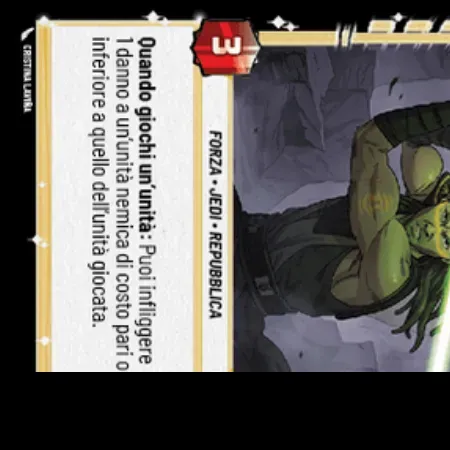 3
FORZA • JEDI • REPUBBLICA
Quando giochi un'unità: Puoi infliggere
1 danno a un'unità nemica di costo pari o
inferiore a quello dell'unità giocata.
CRISTINA LAVIÑA